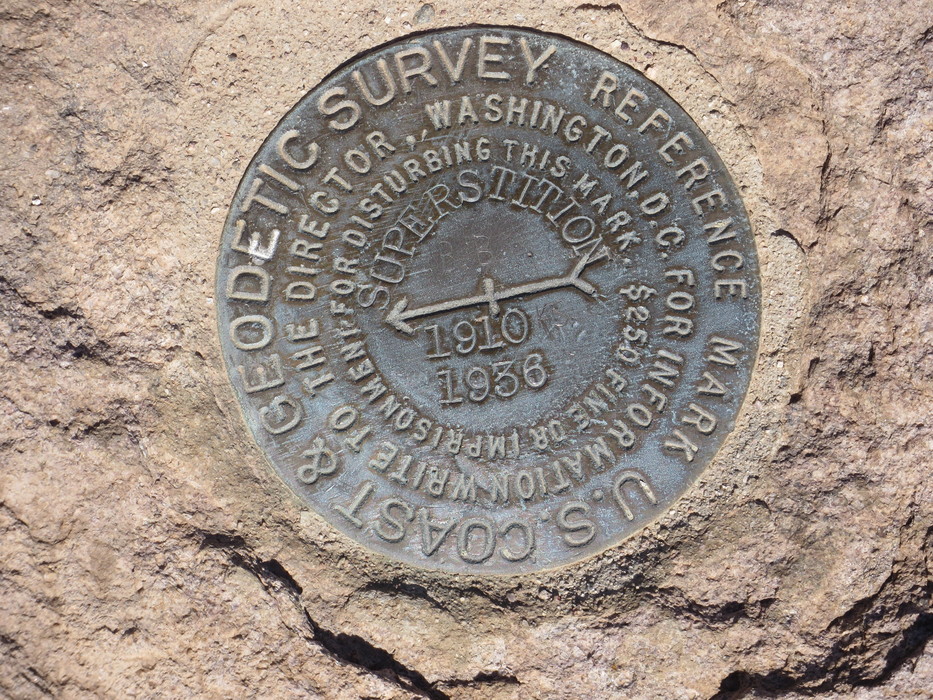 U.S. COAST & GEODETIC SURVEY REFERENCE MARK
FOR INFORMATION WRITE TO THE DIRECTOR, WASHINGTON, D.C.
$250 FINE OR IMPRISONMENT FOR DISTURBING THIS MARK.
SUPERSTITION
1910
1936